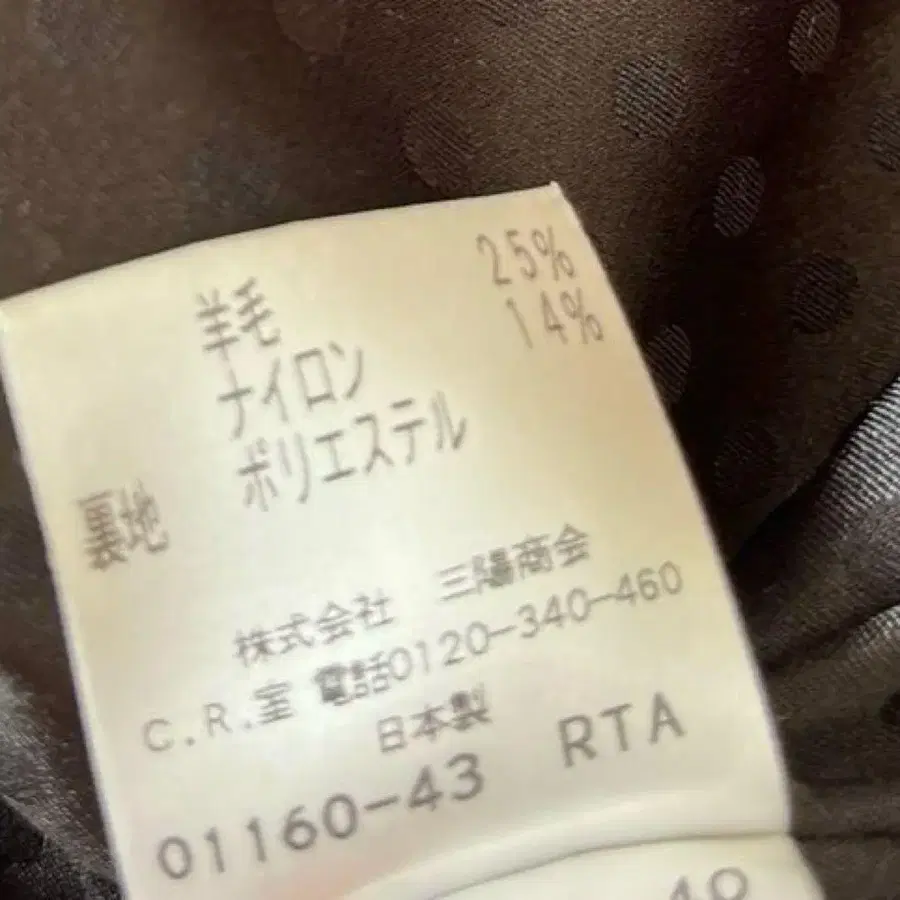 羊毛 25%
ナイロン 14%
裏地 ポリエステル
株式会社 三陽商会
C.R.室 電話0120-340-460
日本製
01160-43 RTA